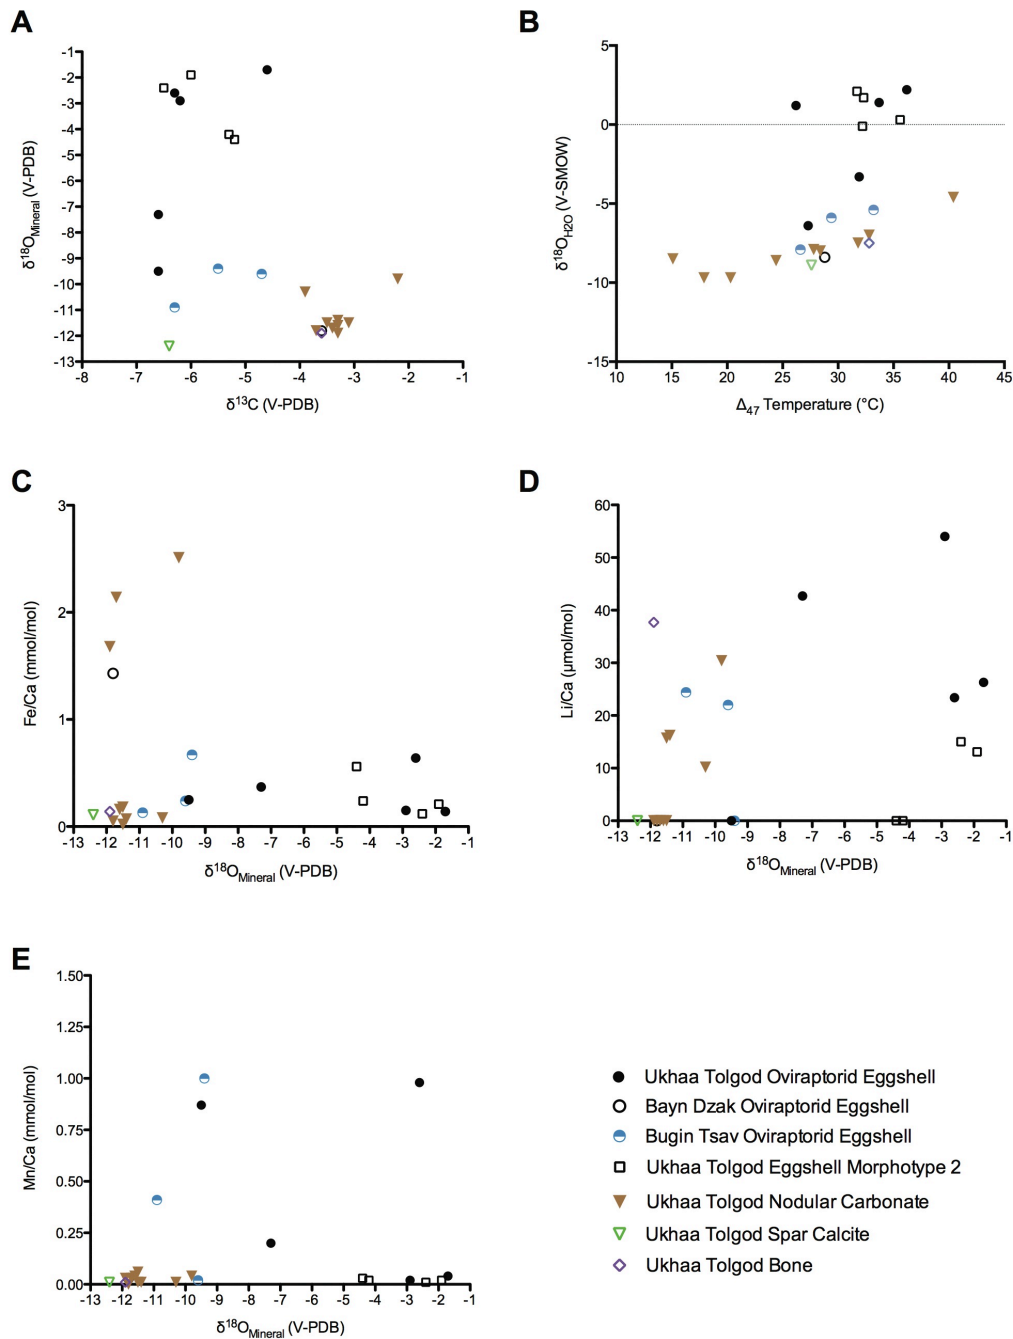 A
-1
-2
-3
-4
-5
-6
-7
-8
-9
-10
-11
-12
-13
δ18OMineral (V-PDB)
-8 -7 -6 -5 -4 -3 -2 -1
δ13C (V-PDB)
B
5
0
-5
-10
-15
δ18OH2O (V-SMOW)
10 15 20 25 30 35 40 45
Δ47 Temperature (°C)
C
3
2
1
0
Fe/Ca (mmol/mol)
-13 -12 -11 -10 -9 -8 -7 -6 -5 -4 -3 -2 -1
δ18OMineral (V-PDB)
D
60
50
40
30
20
10
0
Li/Ca (μmol/mol)
-13 -12 -11 -10 -9 -8 -7 -6 -5 -4 -3 -2 -1
δ18OMineral (V-PDB)
E
1.50
1.25
1.00
0.75
0.50
0.25
0.00
Mn/Ca (mmol/mol)
-13 -12 -11 -10 -9 -8 -7 -6 -5 -4 -3 -2 -1
δ18OMineral (V-PDB)
Ukhaa Tolgod Oviraptorid Eggshell
Bayn Dzak Oviraptorid Eggshell
Bugin Tsav Oviraptorid Eggshell
Ukhaa Tolgod Eggshell Morphotype 2
Ukhaa Tolgod Nodular Carbonate
Ukhaa Tolgod Spar Calcite
Ukhaa Tolgod Bone